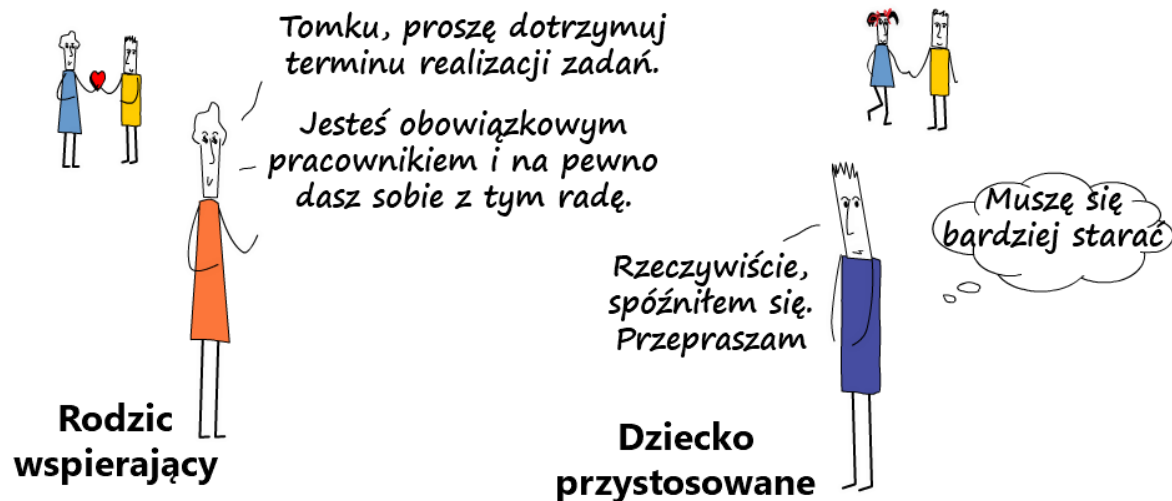 Tomku, proszę dotrzymuj
terminu realizacji zadań.
Jesteś obowiązkowym
pracownikiem i na pewno
dasz sobie z tym radę.
Rodzic
wspierający
Rzeczywiście,
spóźniłem się.
Przepraszam
Muszę się
bardziej starać
Dziecko
przystosowane